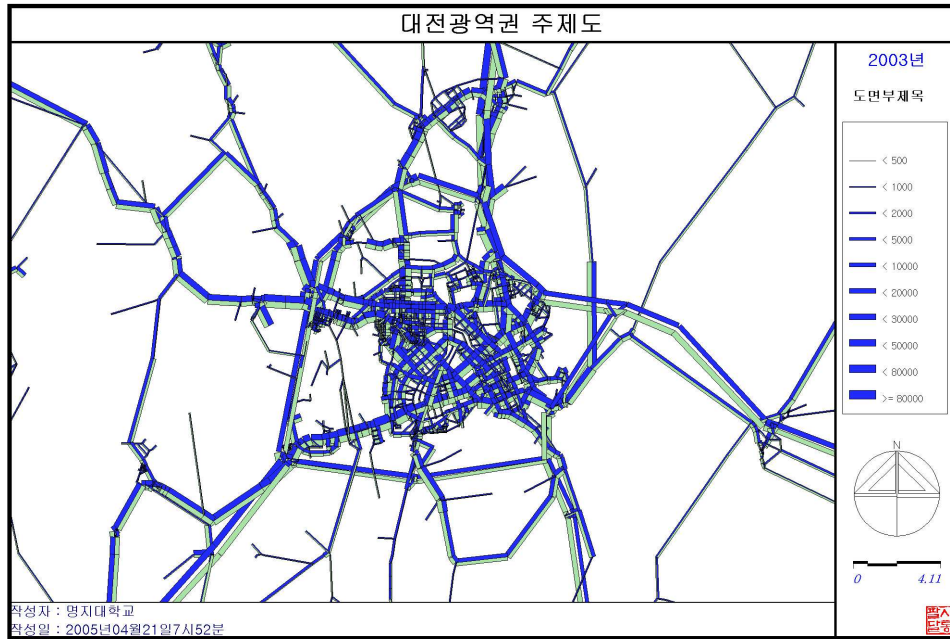 대전광역권 주제도
2003년
도면부제목
< 500
< 1000
< 2000
< 5000
< 10000
< 20000
< 30000
< 50000
< 80000
>= 80000
N
0 4.11
작성자 : 명지대학교
작성일 : 2005년04월21일7시52분